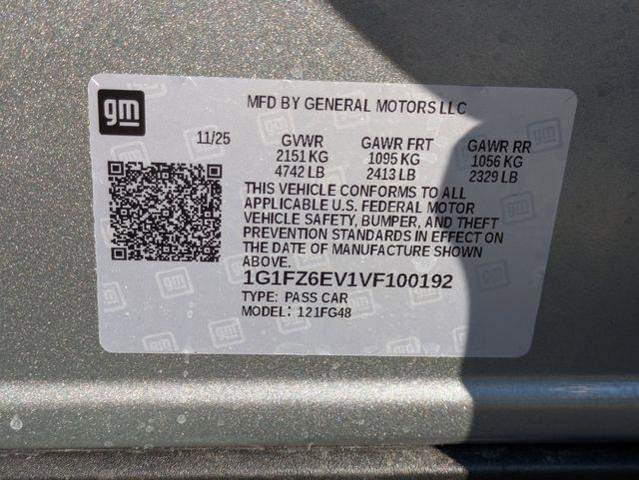 gm
MFD BY GENERAL MOTORS LLC
11/25 GVWR GAWR FRT GAWR RR
2151 KG 1095 KG 1056 KG
4742 LB 2413 LB 2329 LB
THIS VEHICLE CONFORMS TO ALL
APPLICABLE U.S. FEDERAL MOTOR
VEHICLE SAFETY, BUMPER, AND THEFT
PREVENTION STANDARDS IN EFFECT ON
THE DATE OF MANUFACTURE SHOWN
ABOVE.
1G1FZ6EV1VF100192
TYPE: PASS CAR
MODEL: 121FG48